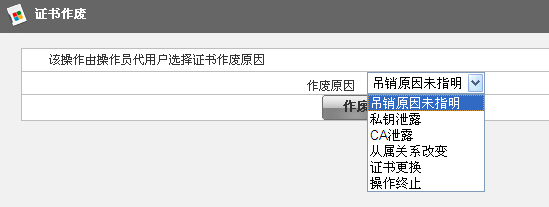 证书作废
该操作由操作员代用户选择证书作废原因
作废原因 吊销原因未指明
作废
吊销原因未指明
私钥泄露
CA泄露
从属关系改变
证书更换
操作终止